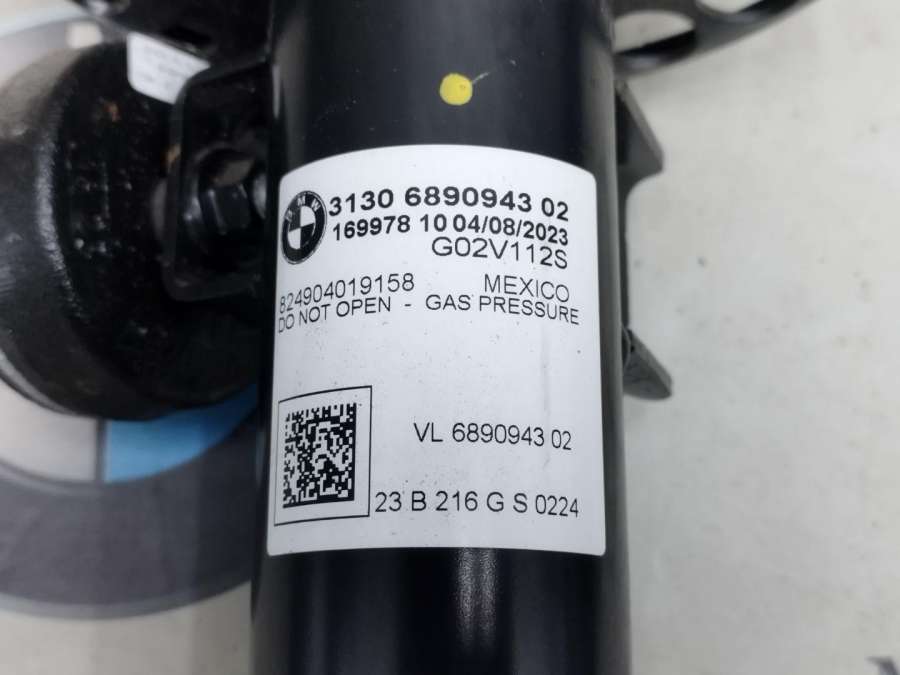 BMW
3130 6890943 02
169978 10 04/08/2023
G02V112S
824904019158 MEXICO
DO NOT OPEN - GAS PRESSURE
VL 6890943 02
23 B 216 G S 0224